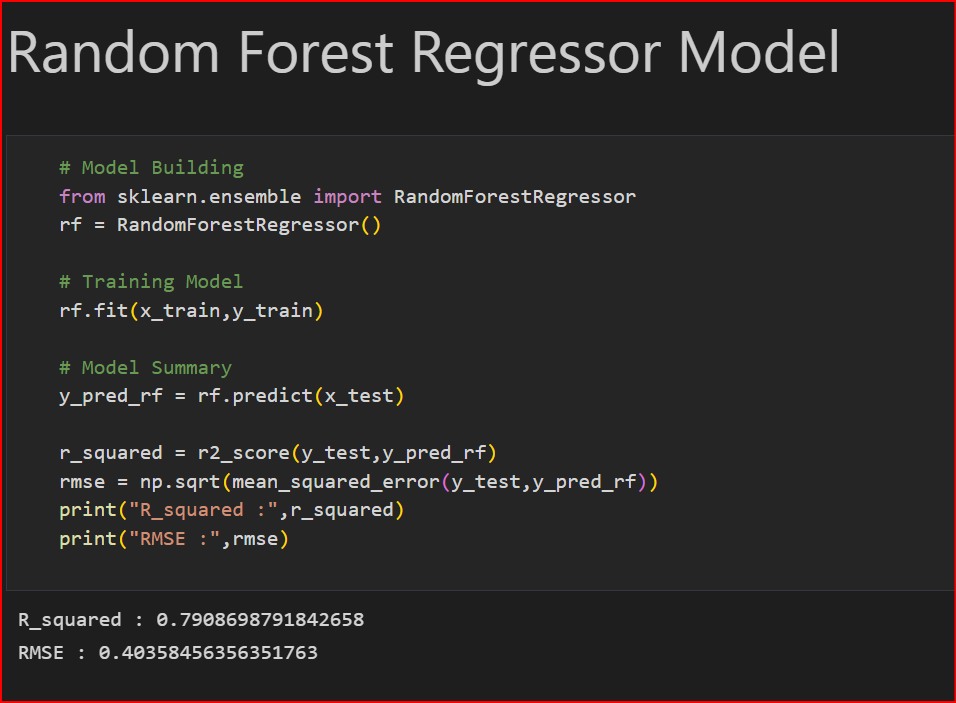 Random Forest Regressor Model
# Model Building
from sklearn.ensemble import RandomForestRegressor
rf = RandomForestRegressor()
# Training Model
rf.fit(x_train,y_train)
# Model Summary
y_pred_rf = rf.predict(x_test)
r_squared = r2_score(y_test,y_pred_rf)
rmse = np.sqrt(mean_squared_error(y_test,y_pred_rf))
print("R_squared :",r_squared)
print("RMSE :",rmse)
R_squared : 0.7908698791842658
RMSE : 0.40358456356351763